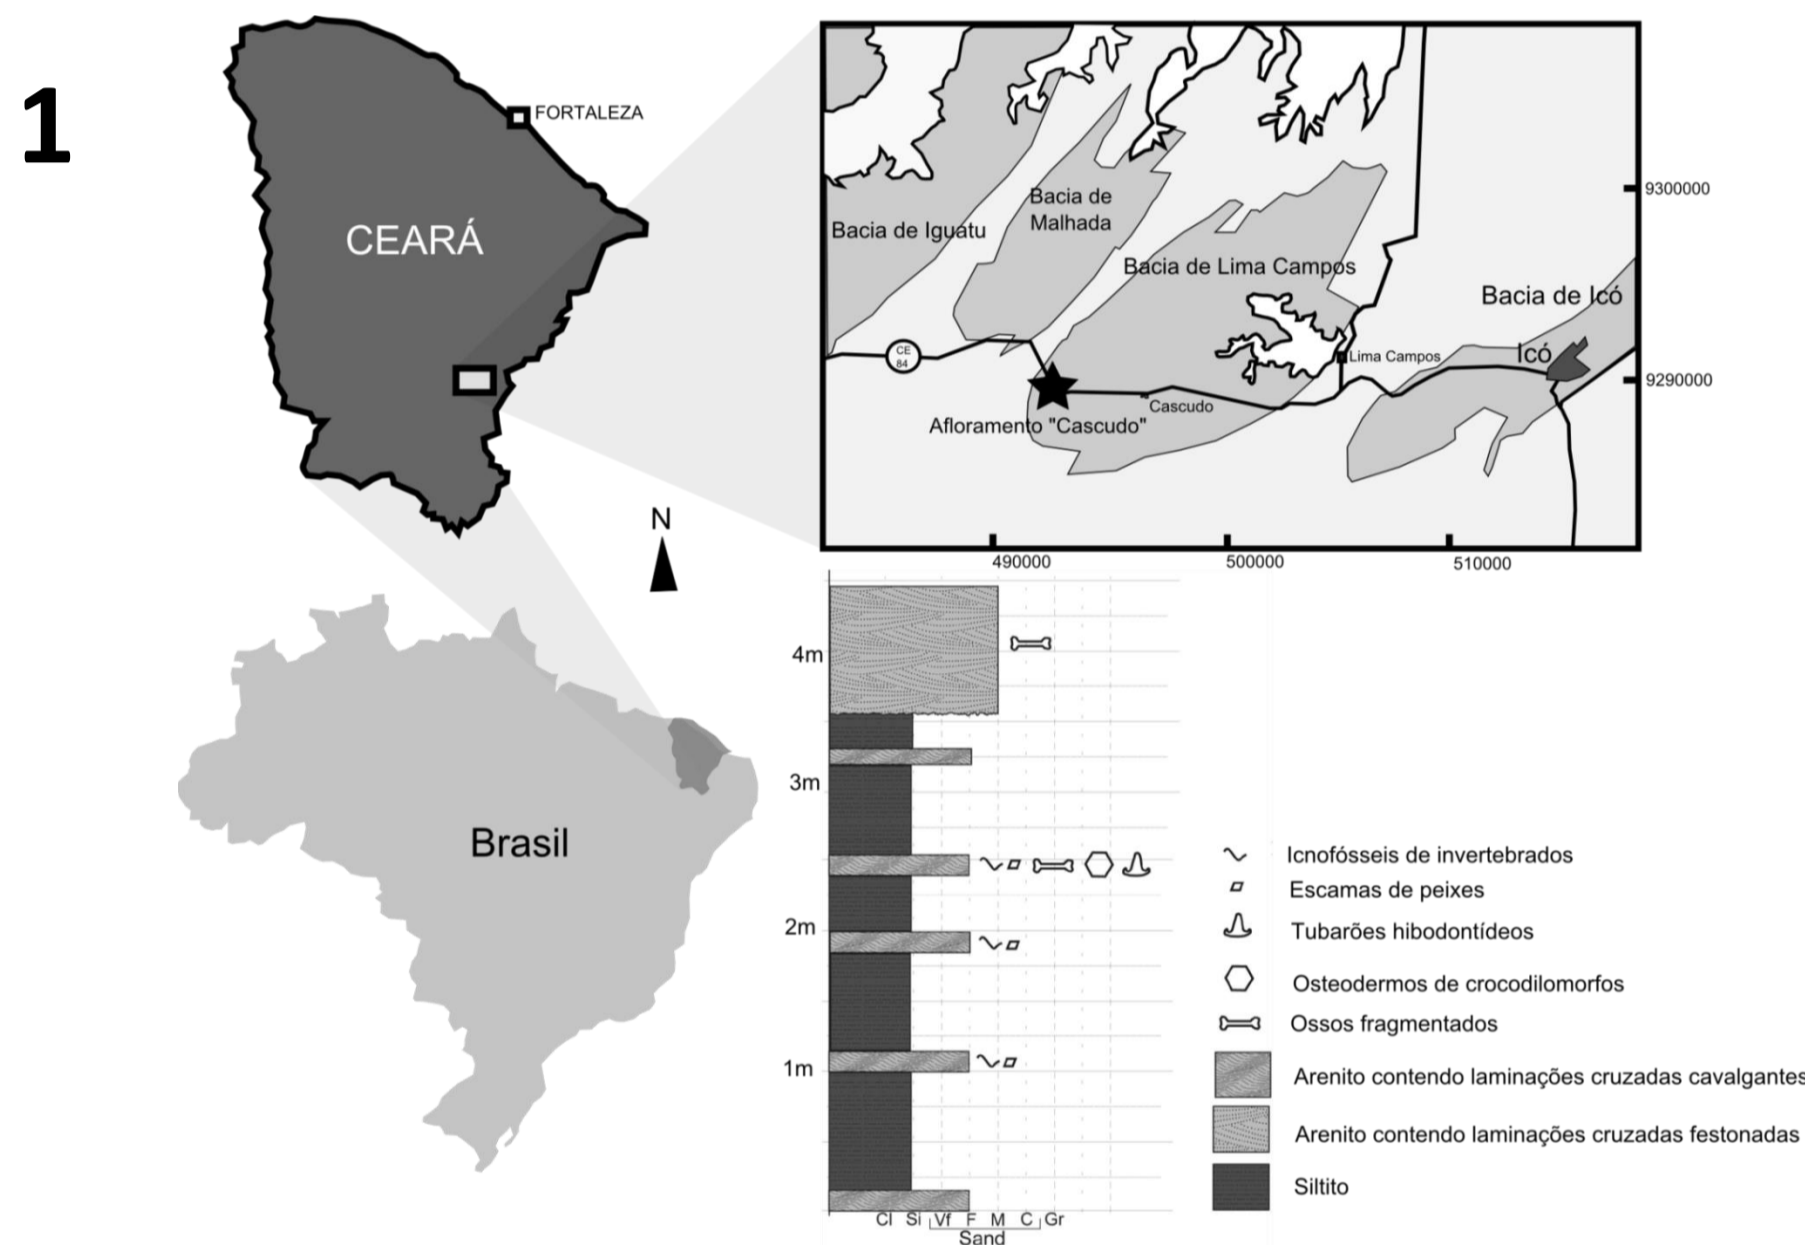 1
FORTALEZA
CEARÁ
N
Brasil
Bacia de Iguatu
Bacia de
Malhada
Bacia de Lima Campos
Bacia de Icó
Icó
Lima Campos
CE
84
Cascudo
Afloramento "Cascudo"
9300000
9290000
490000
500000
510000
4m
3m
2m
1m
Cl Si Vf F M C Gr
Sand
Icnofósseis de invertebrados
Escamas de peixes
Tubarões hibodontídeos
Osteodermos de crocodilomorfos
Ossos fragmentados
Arenito contendo laminações cruzadas cavalgantes
Arenito contendo laminações cruzadas festonadas
Siltito